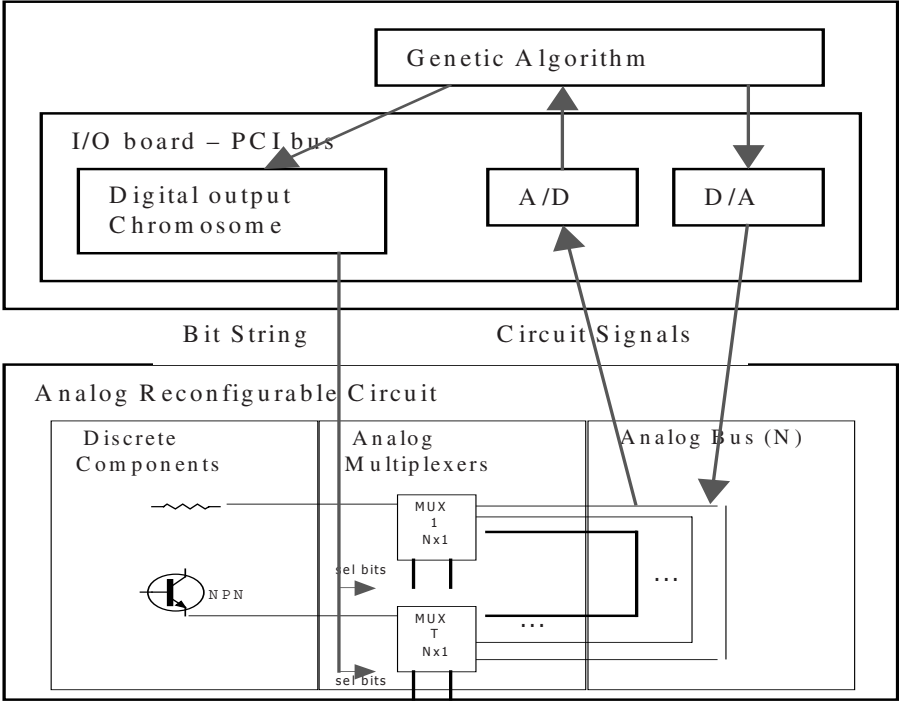 Genetic Algorithm
I/O board – PCI bus
Digital output
Chromosome
A/D
D/A
Bit String
Circuit Signals
Analog Reconfigurable Circuit
Discrete
Components
Analog
Multiplexers
Analog Bus (N)
MUX
1
Nx1
sel bits
...
NPN
MUX
T
Nx1
...
sel bits